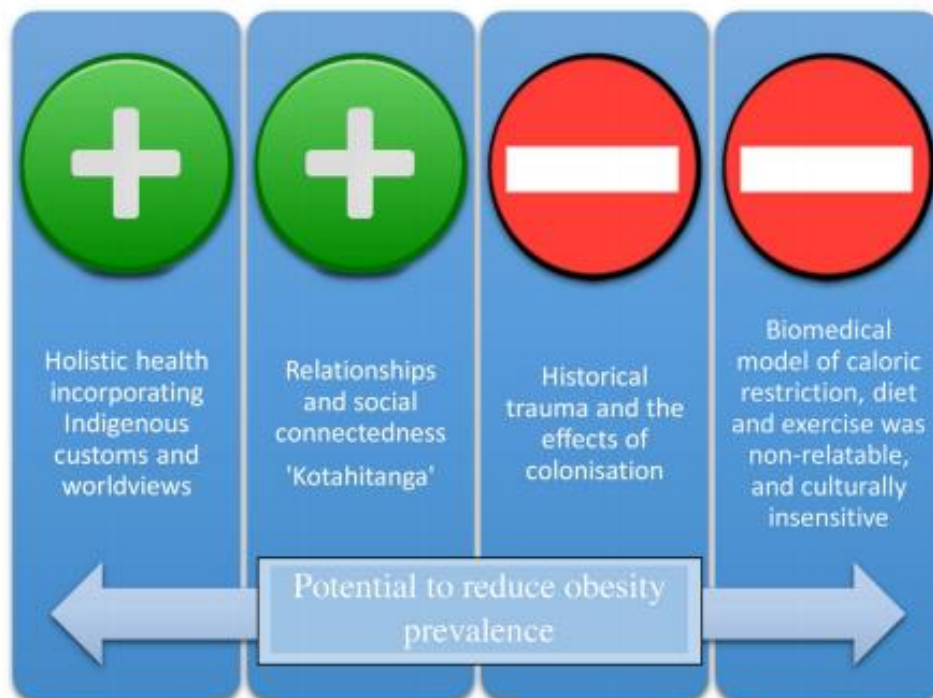 Holistic health
incorporating
Indigenous
customs and
worldviews
Relationships
and social
connectedness
'Kotahitanga'
Historical
trauma and the
effects of
colonisation
Biomedical
model of caloric
restriction, diet
and exercise was
non-relatable,
and culturally
insensitive
Potential to reduce obesity
prevalence